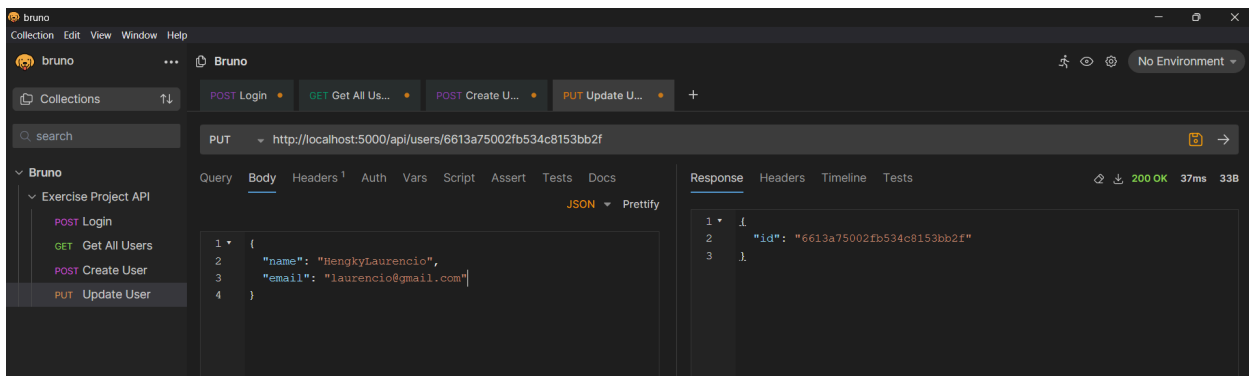 bruno
Collection Edit View Window Help
bruno ... Bruno No Environment
Collections POST Login GET Get All Us... POST Create U... PUT Update U... +
search
PUT http://localhost:5000/api/users/6613a75002fb534c8153bb2f
Bruno
Query Body Headers 1 Auth Vars Script Assert Tests Docs
Response Headers Timeline Tests 200 OK 37ms 33B
Exercise Project API
JSON Prettify
POST Login
GET Get All Users
POST Create User
PUT Update User
1 {
2 "name": "HengkyLaurencio",
3 "email": "laurencio@gmail.com"
4 }
1 {
2 "id": "6613a75002fb534c8153bb2f"
3 }